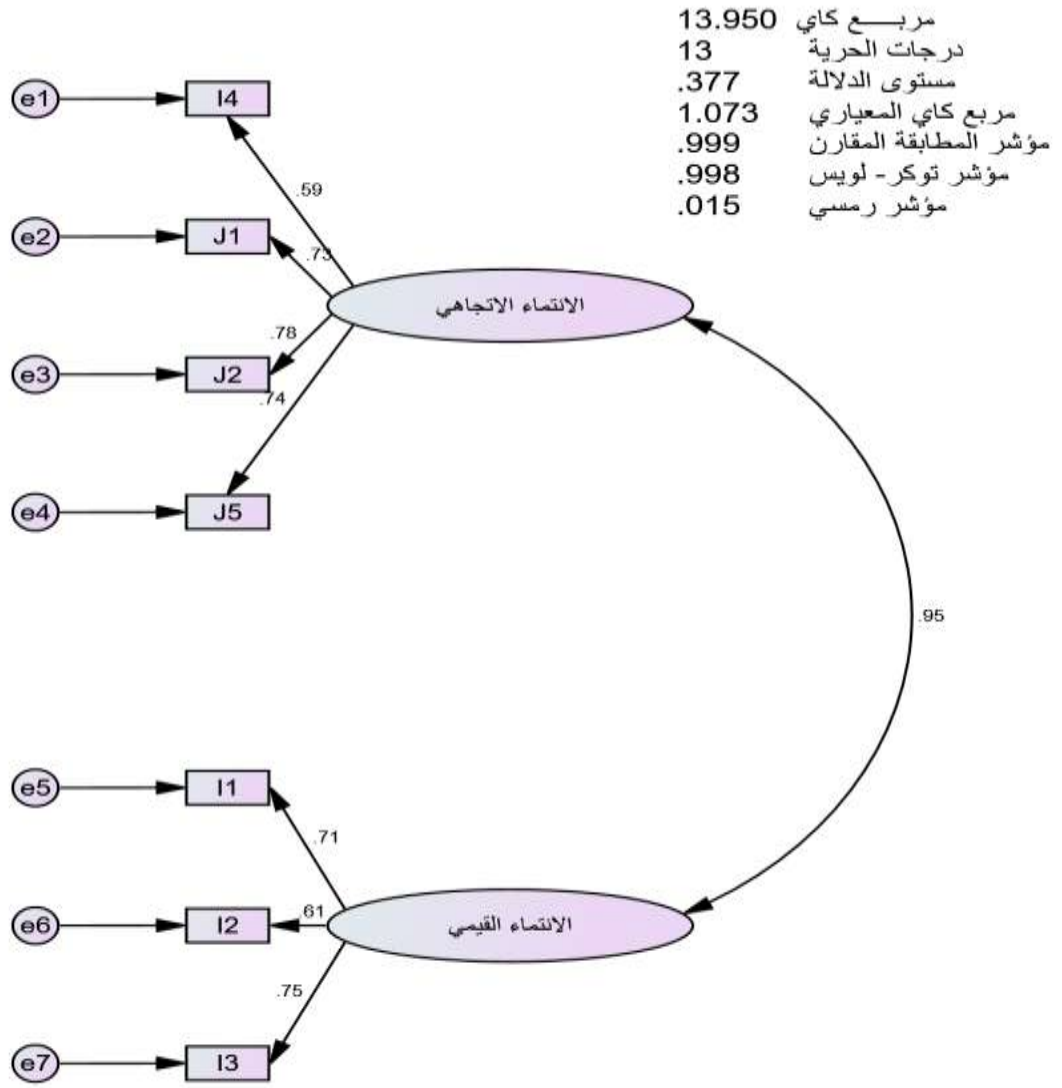 مربـــع كاي 13.950
درجات الحرية 13
مستوى الدلالة .377
مربع كاي المعياري 1.073
مؤشر المطابقة المقارن .999
مؤشر توكر- لويس .998
مؤشر رمسي .015
e1
I4
.59
e2
J1
.73
الانتماء الاتجاهي
.78
e3
J2
.74
e4
J5
.95
e5
I1
.71
e6
I2
.61
الانتماء القيمي
.75
e7
I3